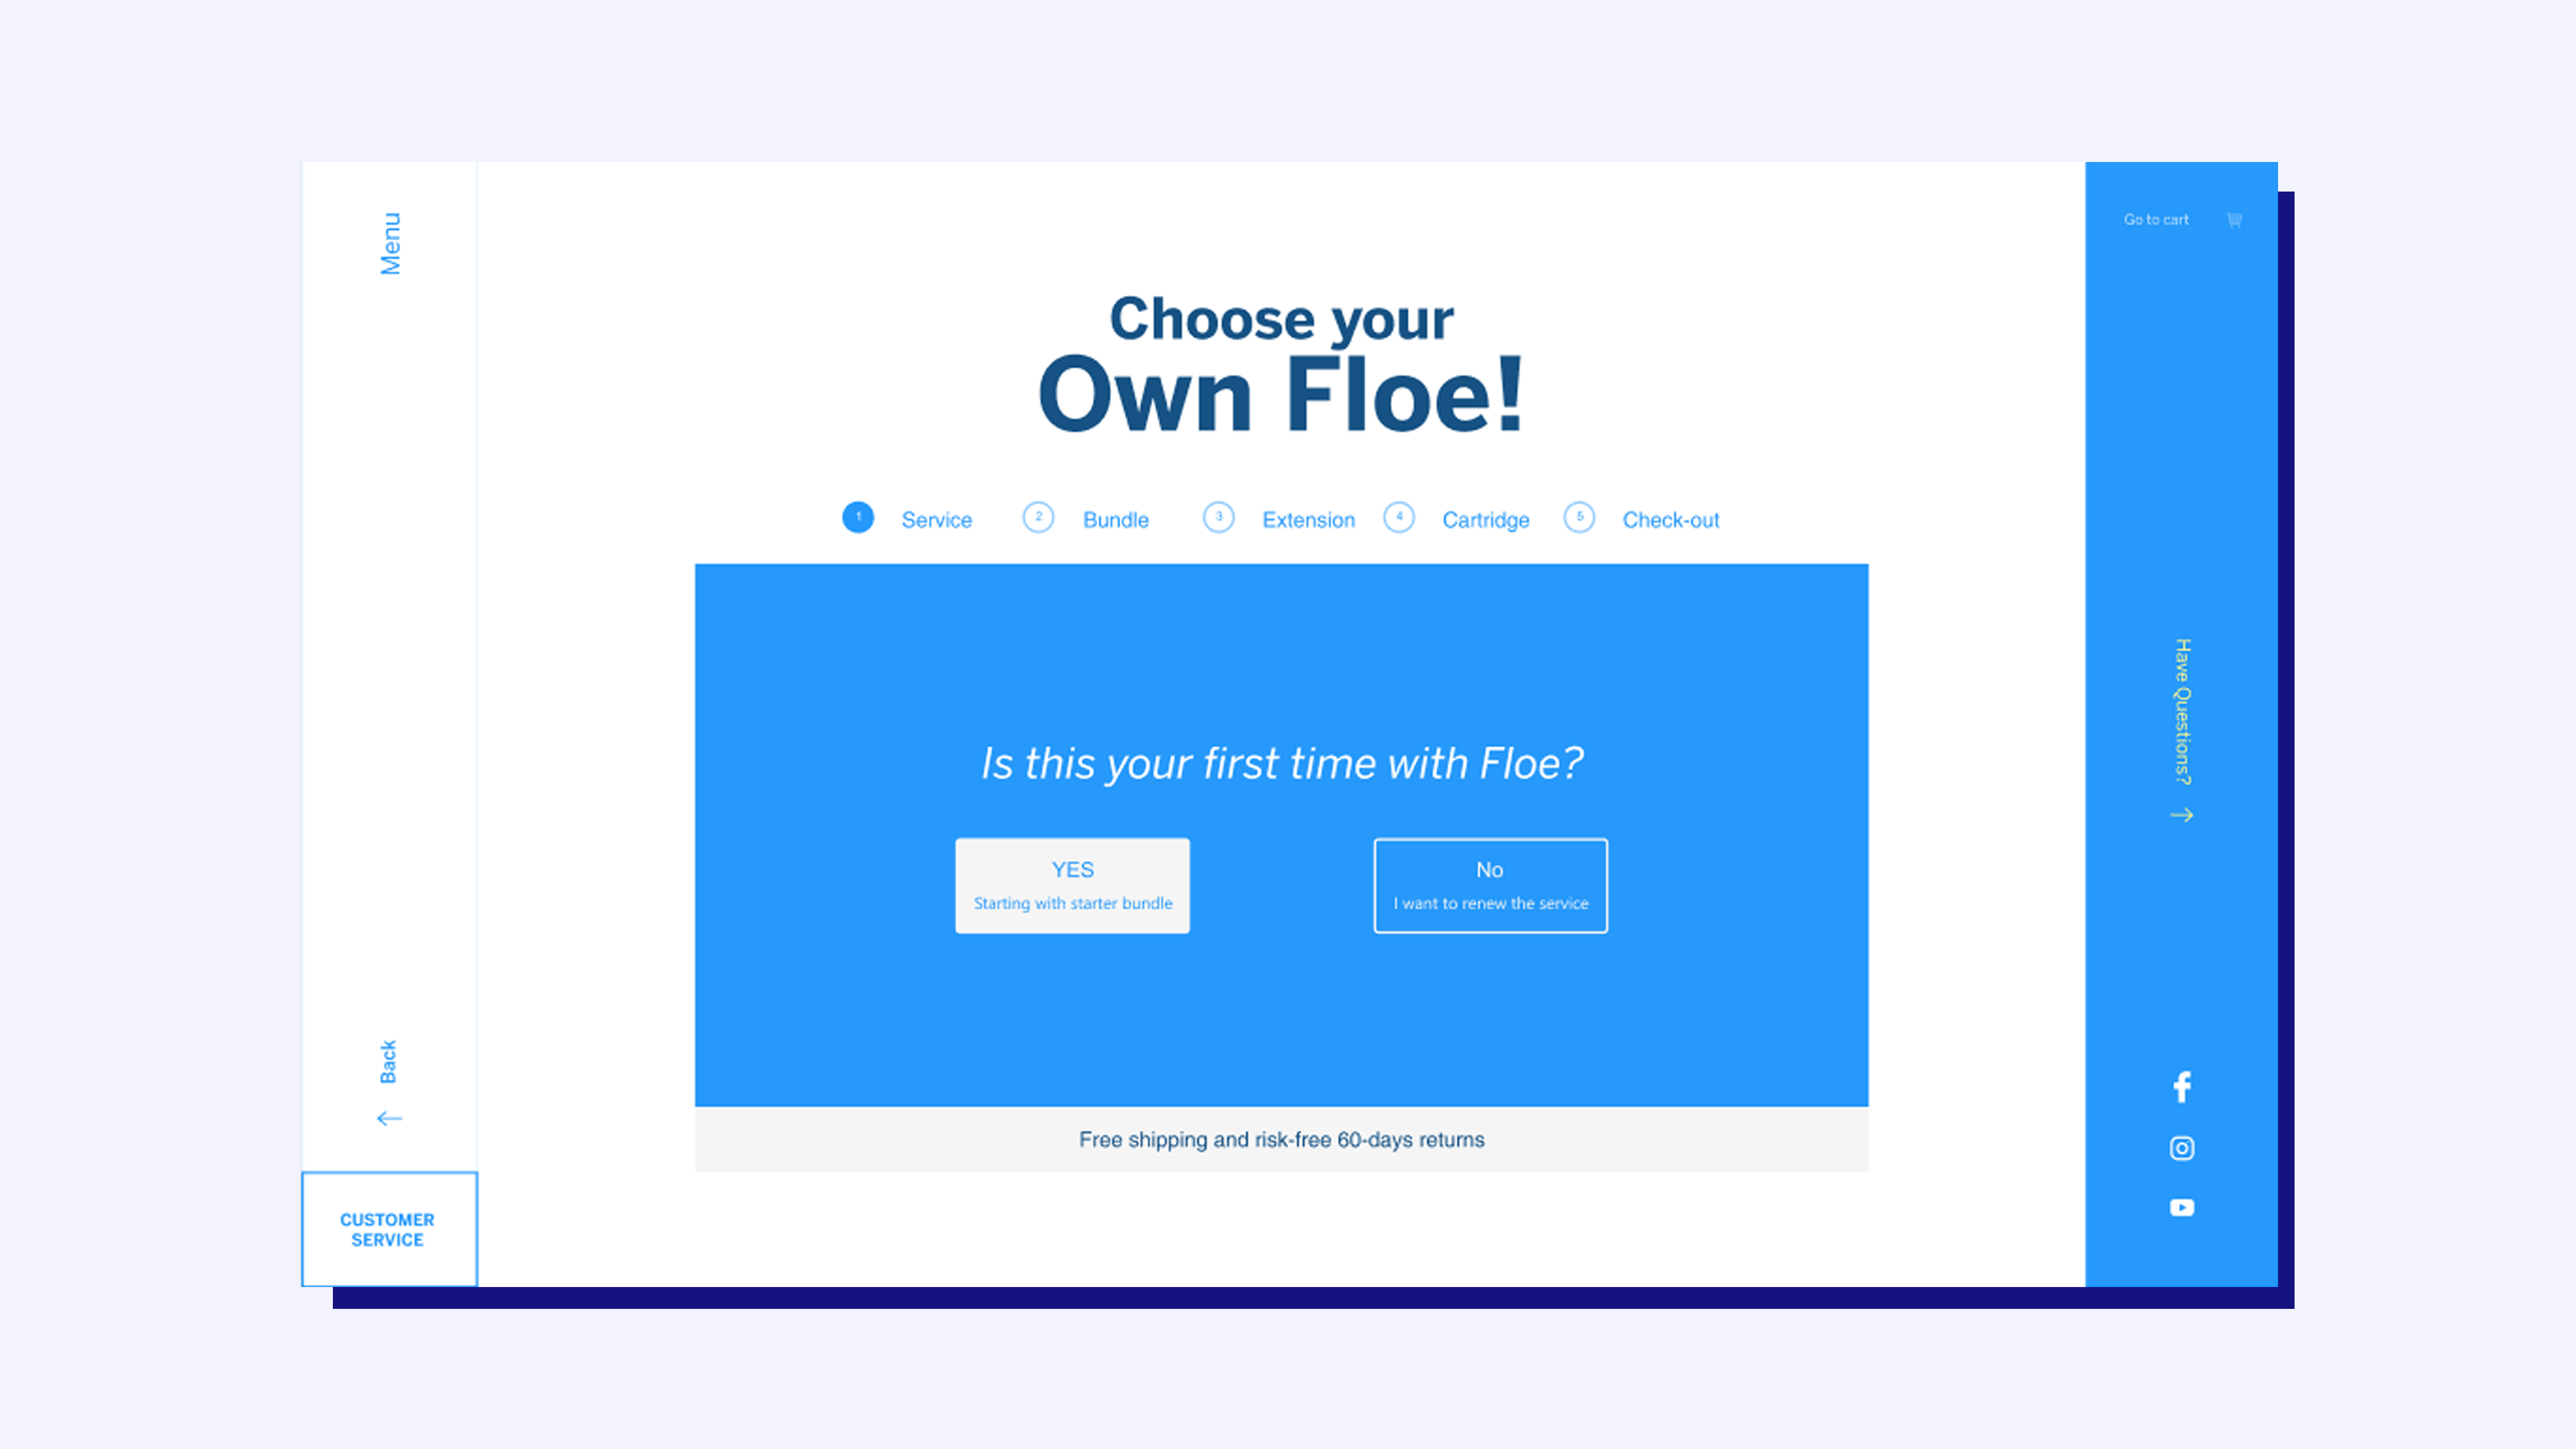 Menu
Go to cart
Choose your
Own Floe!
1 Service 2 Bundle 3 Extension 4 Cartridge 5 Check-out
Is this your first time with Floe?
YES
Starting with starter bundle
No
I want to renew the service
Have Questions?
Back
Free shipping and risk-free 60-days returns
CUSTOMER
SERVICE